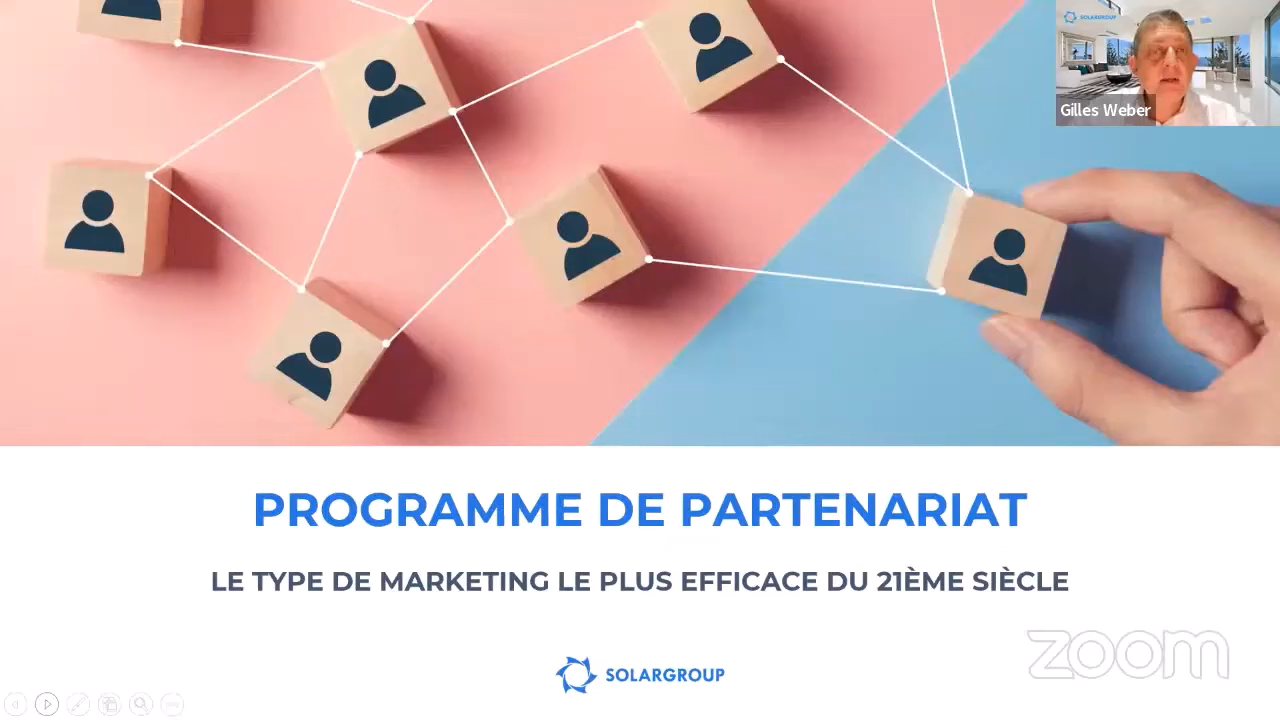 SOLARGROUP
Gilles Weber
PROGRAMME DE PARTENARIAT
LE TYPE DE MARKETING LE PLUS EFFICACE DU 21ÈME SIÈCLE
SOLARGROUP
zoom